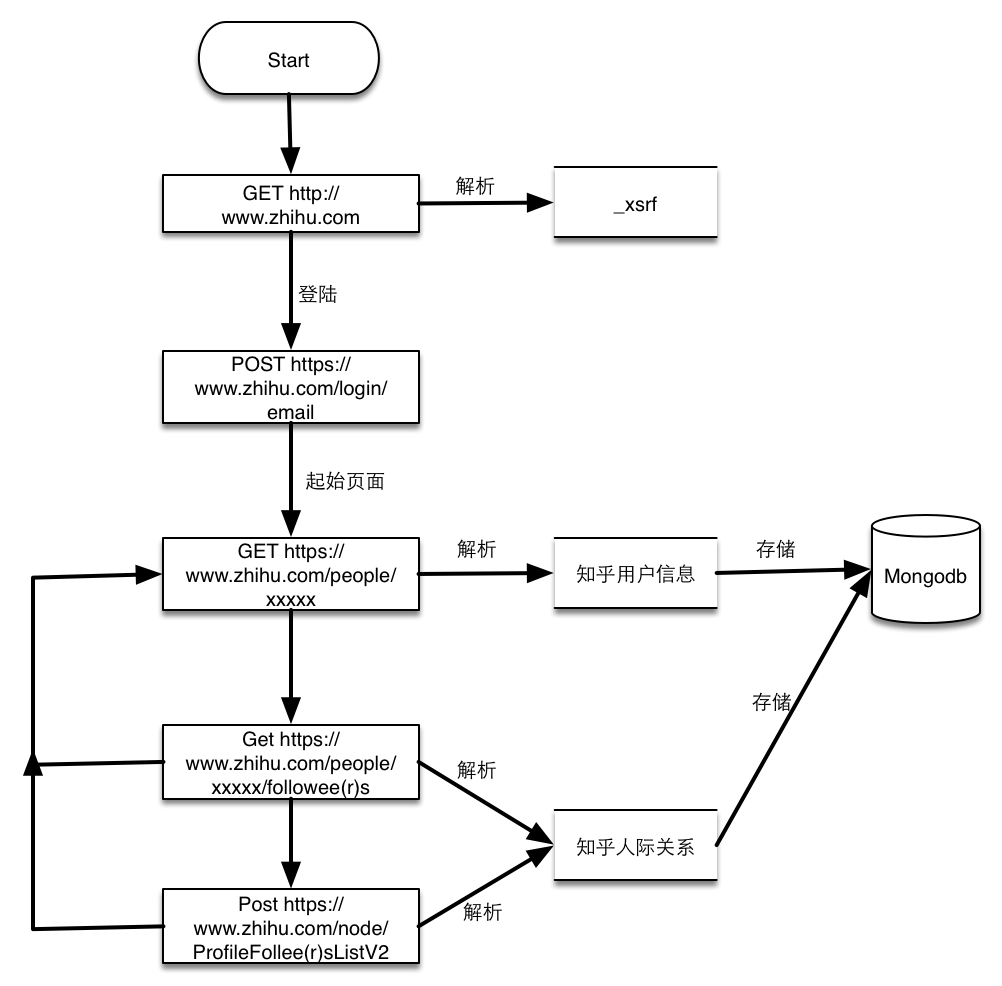 Start
GET http://
www.zhihu.com
解析
_xsrf
登陆
POST https://
www.zhihu.com/login/
email
起始页面
GET https://
www.zhihu.com/people/
xxxxx
解析
知乎用户信息
存储
Mongodb
存储
Get https://
www.zhihu.com/people/
xxxxx/followee(r)s
解析
知乎人际关系
解析
Post https://
www.zhihu.com/node/
ProfileFollee(r)sListV2